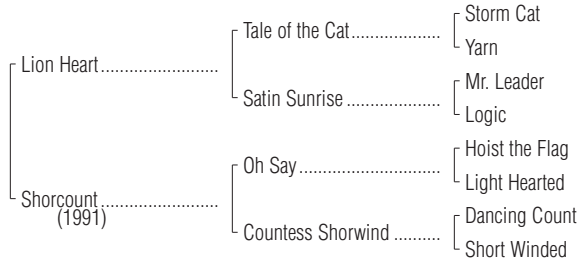 Storm Cat
Tale of the Cat...................
Yarn
Lion Heart.........................
Mr. Leader
Satin Sunrise ....................
Logic
Hoist the Flag
Oh Say..............................
Light Hearted
Shorcount.........................
(1991)
Dancing Count
Countess Shorwind ..........
Short Winded